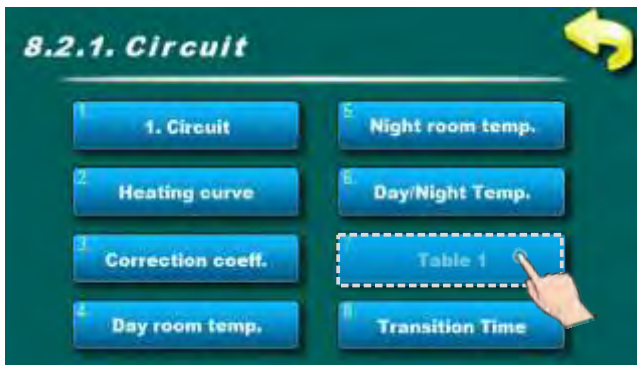 8.2.1. Circuit
1.
1. Circuit
2.
Heating curve
3.
Correction coeff.
4.
Day room temp.
5.
Night room temp.
6.
Day/Night Temp.
Table 1
8.
Transition Time